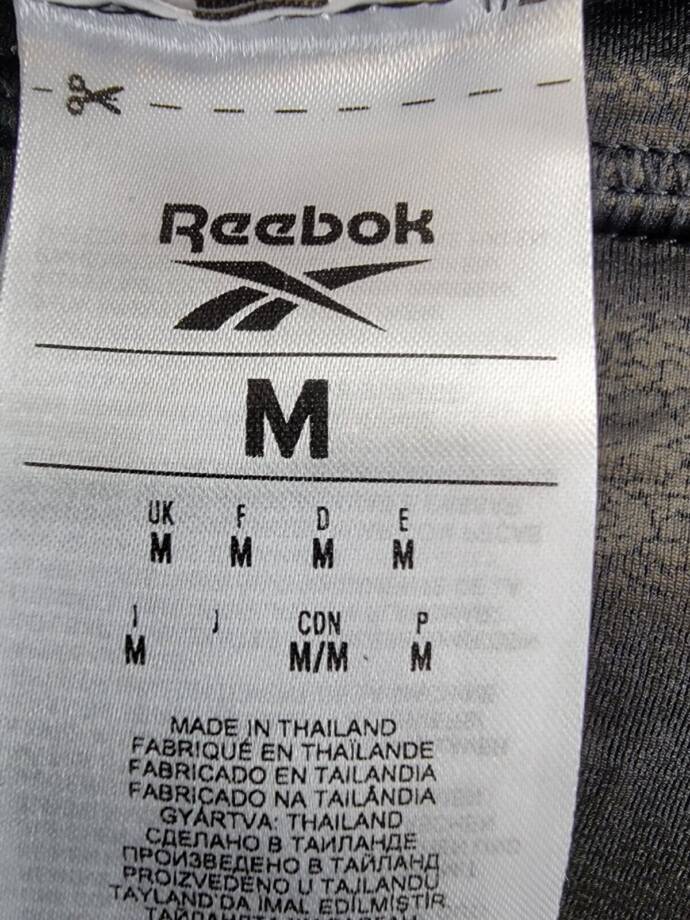 Reebok
M
UK F D E
M M M M
I J CDN P
M M/M M
MADE IN THAILAND
FABRIQUÉ EN THAÏLANDE
FABRICADO EN TAILANDIA
FABRICADO NA TAILÂNDIA
GYÁRTVA: THAILAND
СДЕЛАНО В ТАИЛАНДЕ
ПРОИЗВЕДЕНО В ТАЙЛАНД
PROIZVEDENO U TAJLANDU
TAYLAND'DA IMAL EDİLMİŞTİR